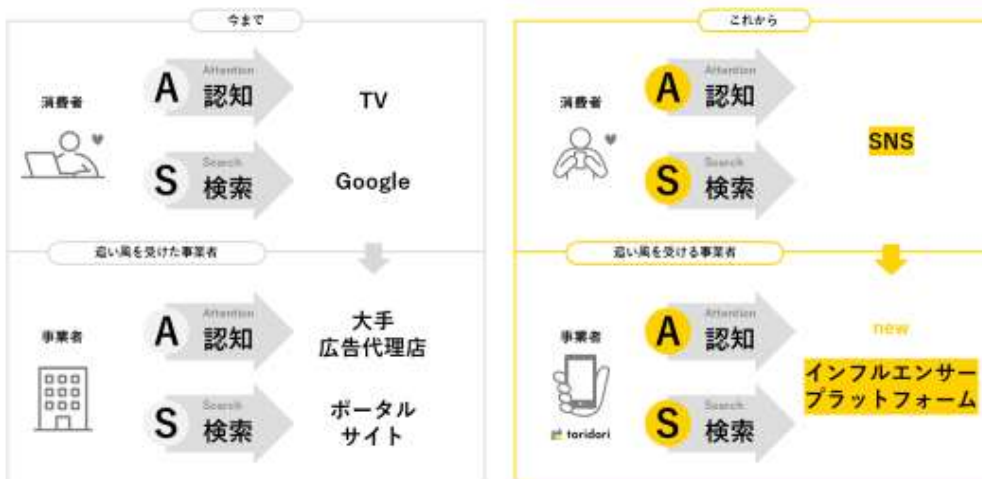 今まで
消費者
A
Attention
認知
TV
S
Search
検索
Google
追い風を受けた事業者
事業者
A
Attention
認知
大手
広告代理店
S
Search
検索
ポータル
サイト
これから
消費者
A
Attention
認知
S
Search
検索
SNS
追い風を受ける事業者
事業者
toridori
A
Attention
認知
S
Search
検索
new
インフルエンサー
プラットフォーム